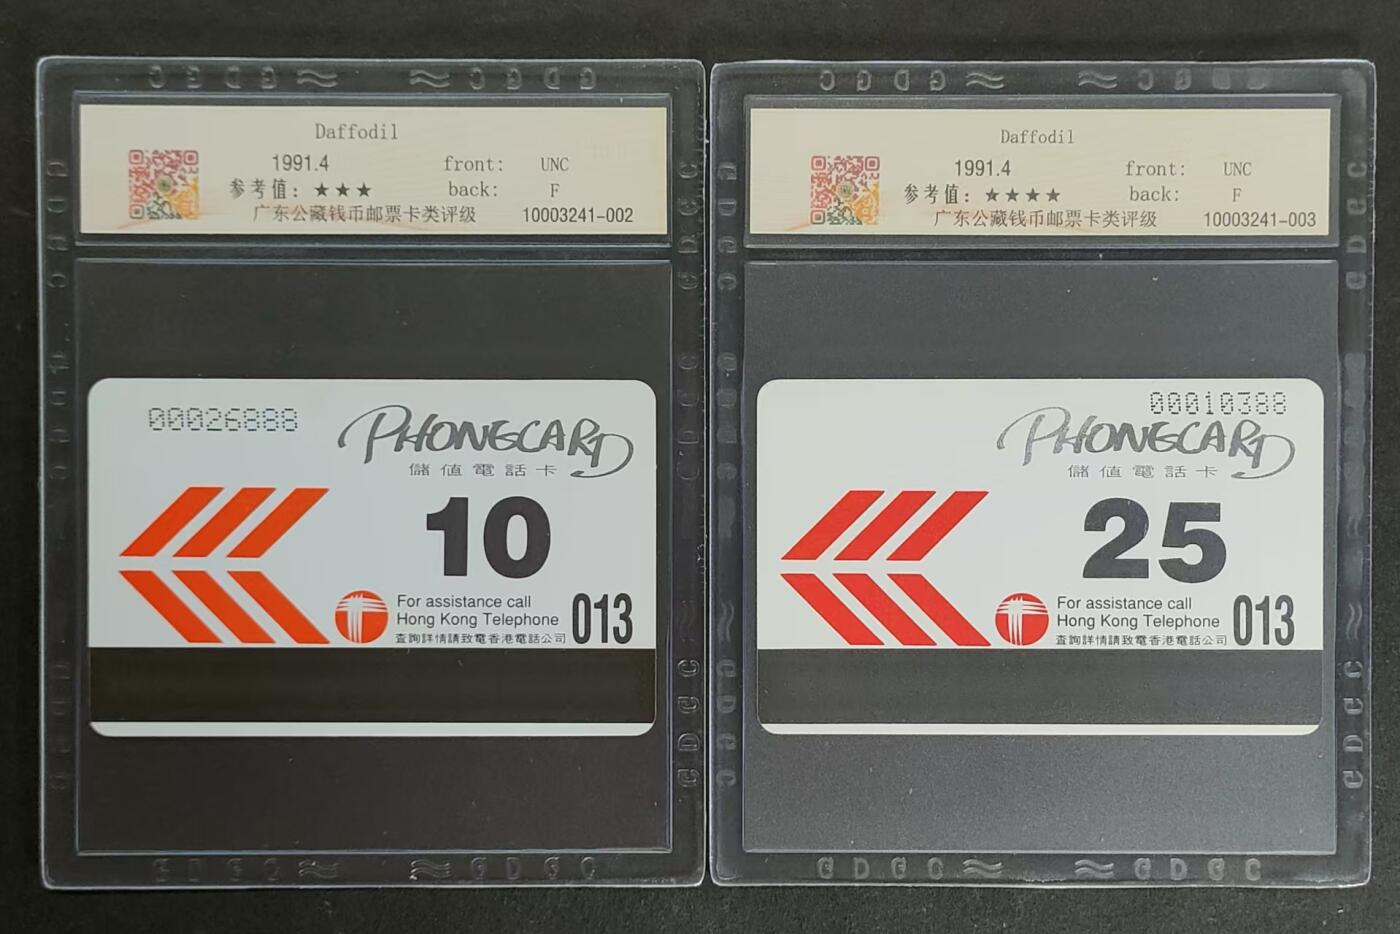 G D G C
Daffodil
1991.4 front: UNC
参考值：★★★ back: F
广东公藏钱币邮票卡类评级 10003241-002
00026888
PHONECARD
儲值電話卡
10
For assistance call
Hong Kong Telephone
查詢詳情請致電香港電話公司
013
G D G C
G D G C
Daffodil
1991.4 front: UNC
参考值：★★★★ back: F
广东公藏钱币邮票卡类评级 10003241-003
00010388
PHONECARD
儲值電話卡
25
For assistance call
Hong Kong Telephone
查詢詳情請致電香港電話公司
013
G D G C
G D G C